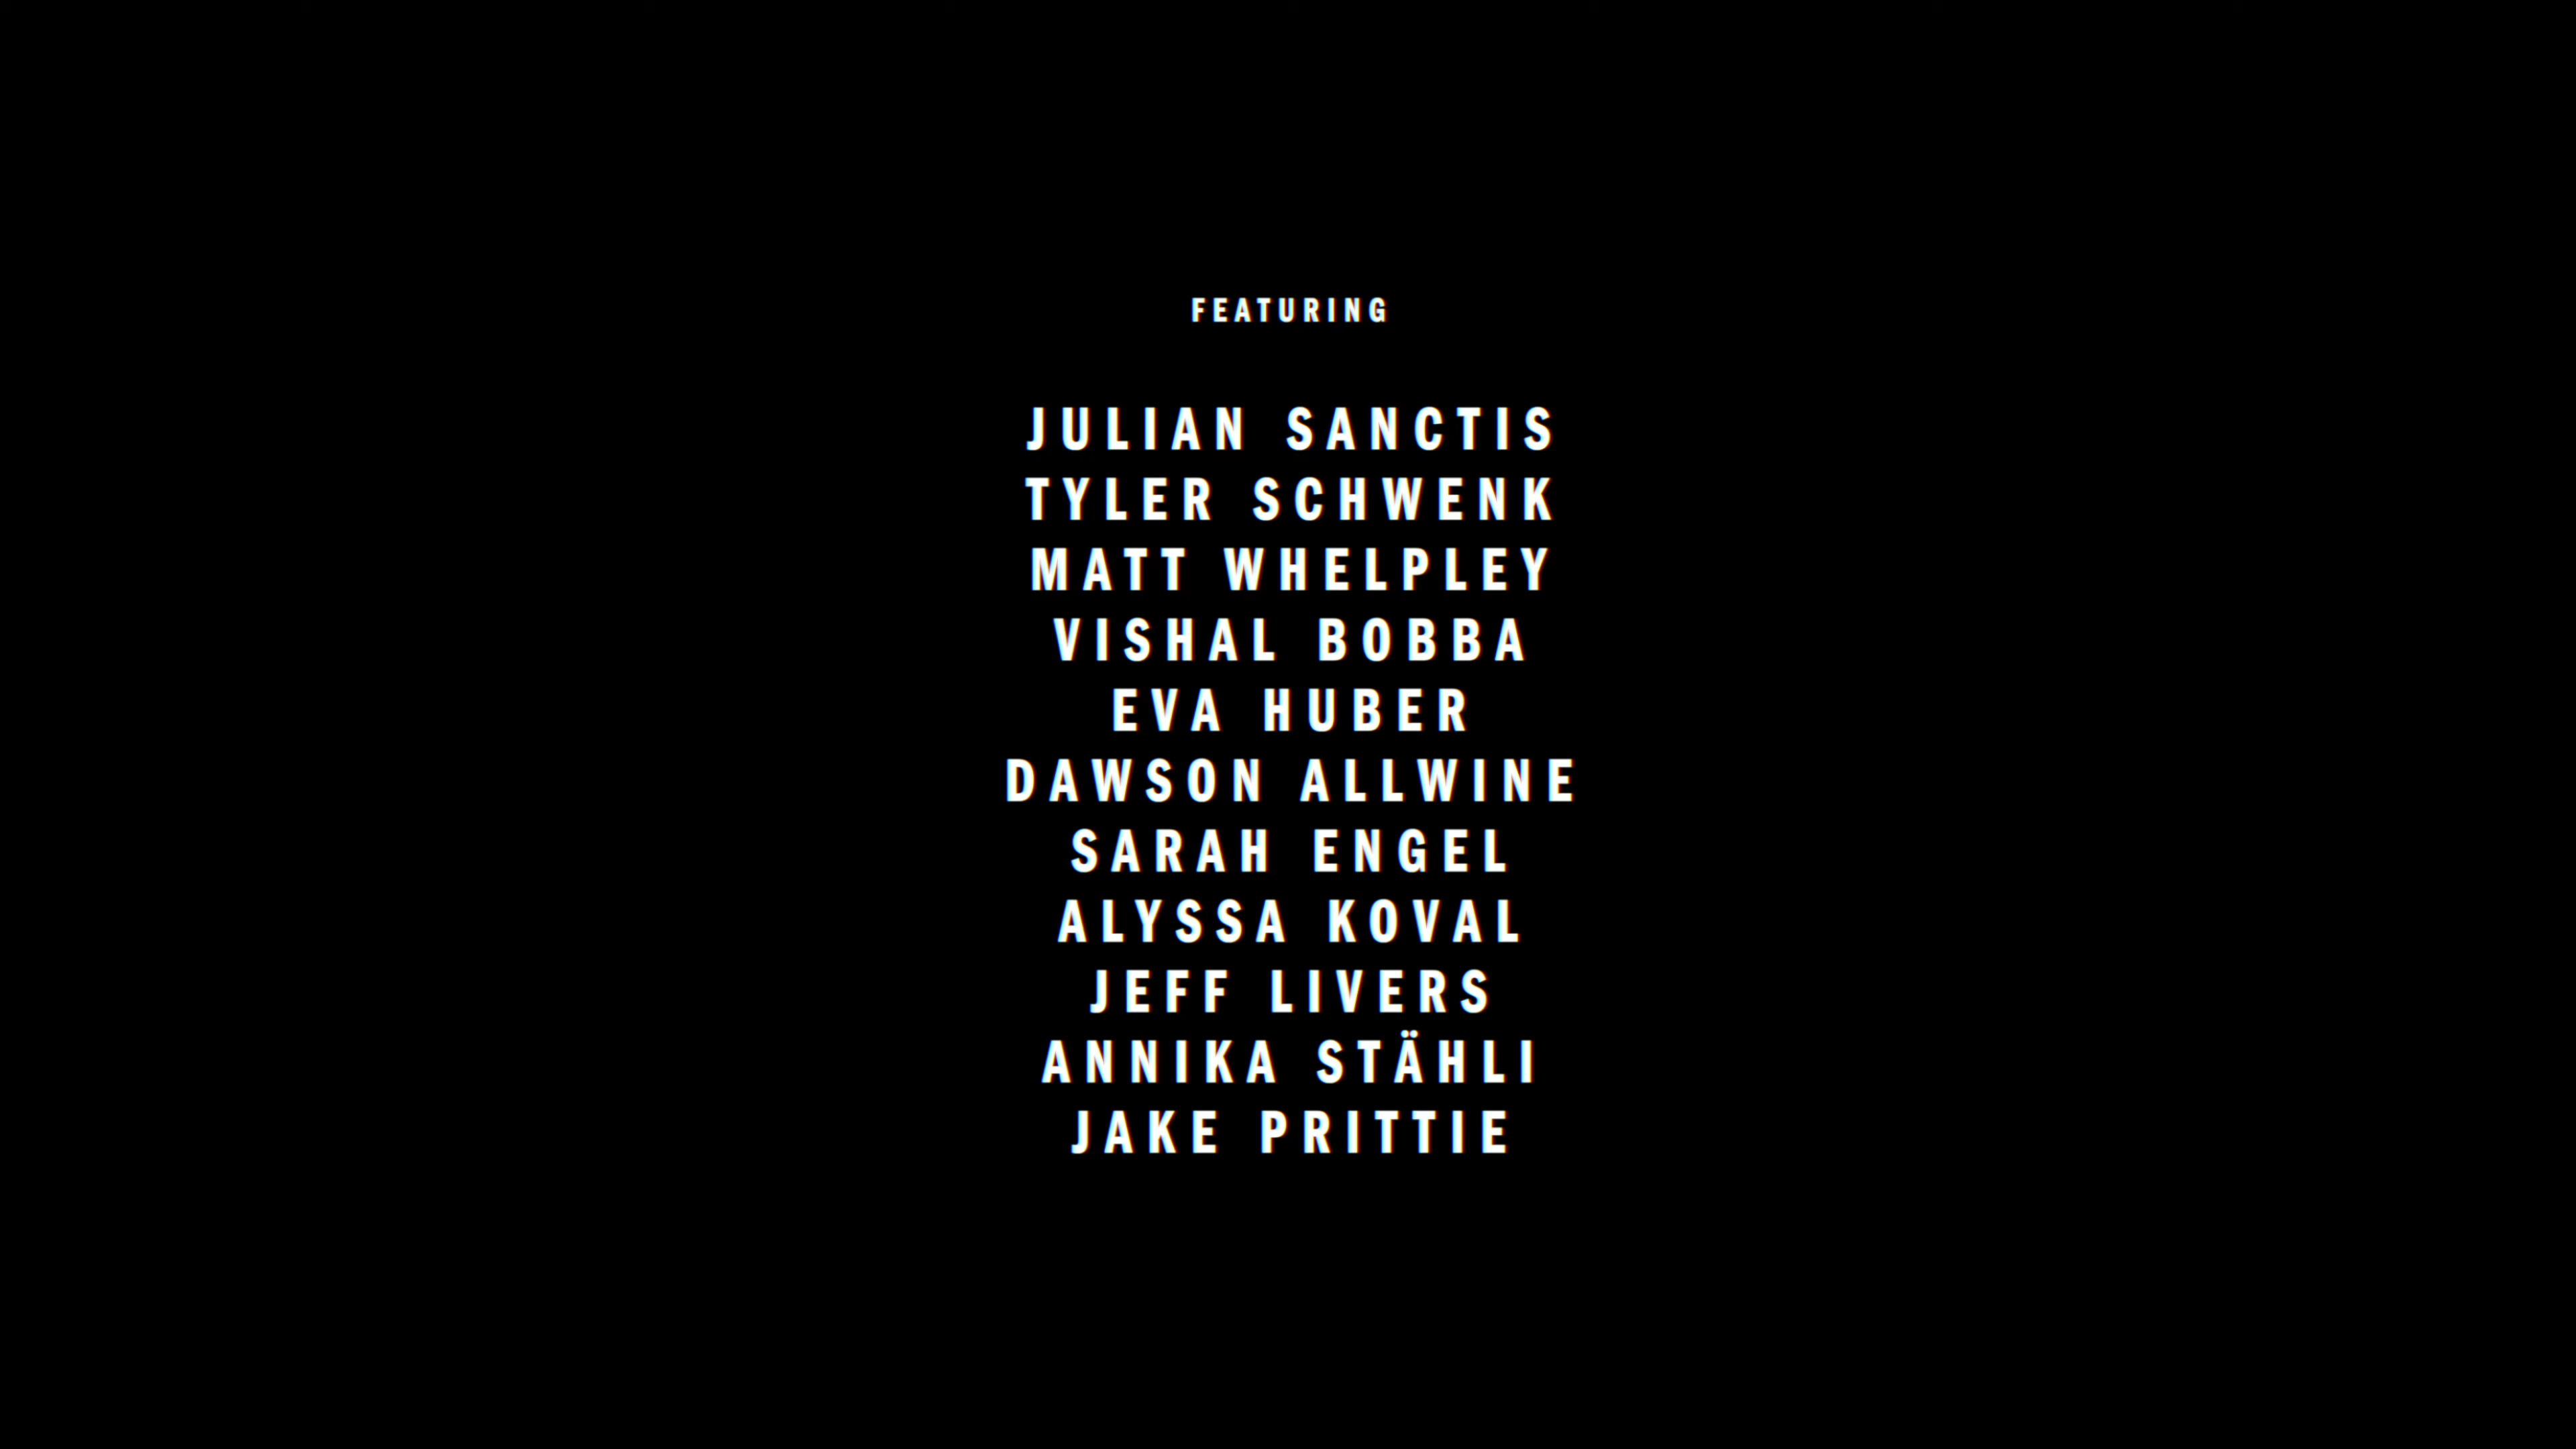 FEATURING
JULIAN SANCTIS
TYLER SCHWENK
MATT WHELPLEY
VISHAL BOBBA
EVA HUBER
DAWSON ALLWINE
SARAH ENGEL
ALYSSA KOVAL
JEFF LIVERS
ANNIKA STÄHLI
JAKE PRITTIE